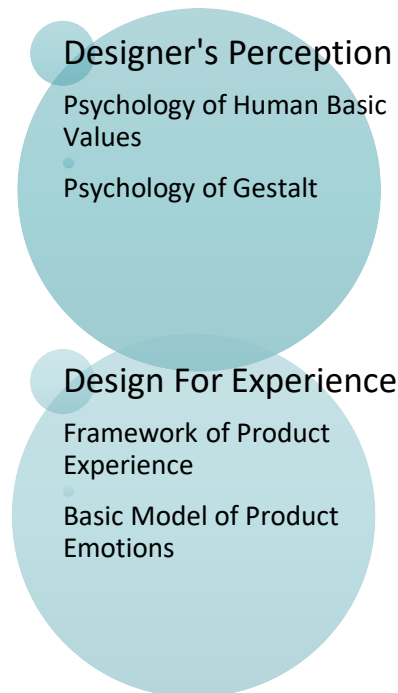 Designer's Perception
Psychology of Human Basic
Values
Psychology of Gestalt
Design For Experience
Framework of Product
Experience
Basic Model of Product
Emotions